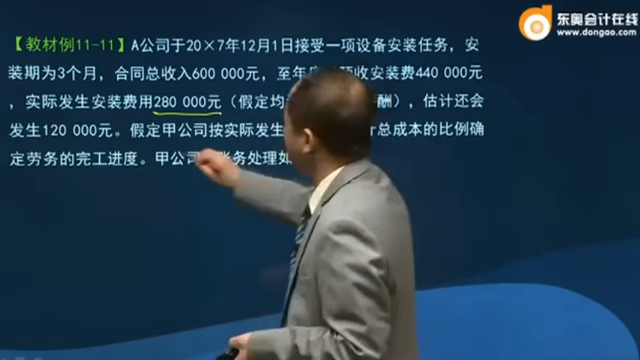 东奥会计在线
www.dongao.com
【教材例11-11】A公司于20×7年12月1日接受一项设备安装任务，安
装期为3个月，合同总收入600 000元，至年 预收安装费440 000元
，实际发生安装费用280 000元（假定均 酬），估计还会
发生120 000元。假定甲公司按实际发生 总成本的比例确
定劳务的完工进度。甲公司 账务处理如